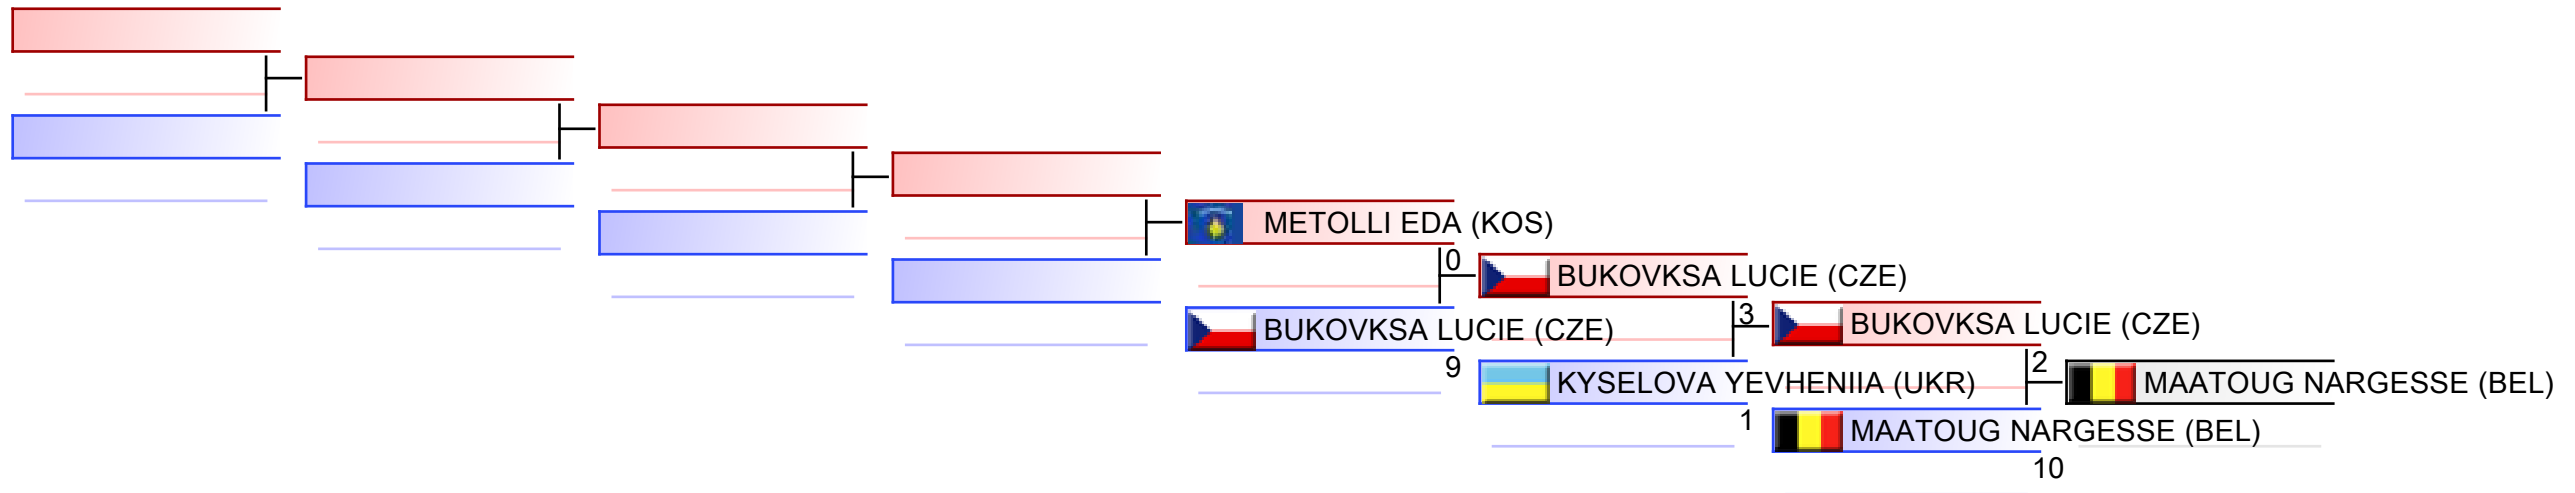 METOLLI EDA (KOS)
0
BUKOVKSA LUCIE (CZE)
9
BUKOVKSA LUCIE (CZE)
3
KYSELOVA YEVHENIIA (UKR)
1
BUKOVKSA LUCIE (CZE)
2
MAATOUG NARGESSE (BEL)
10
MAATOUG NARGESSE (BEL)